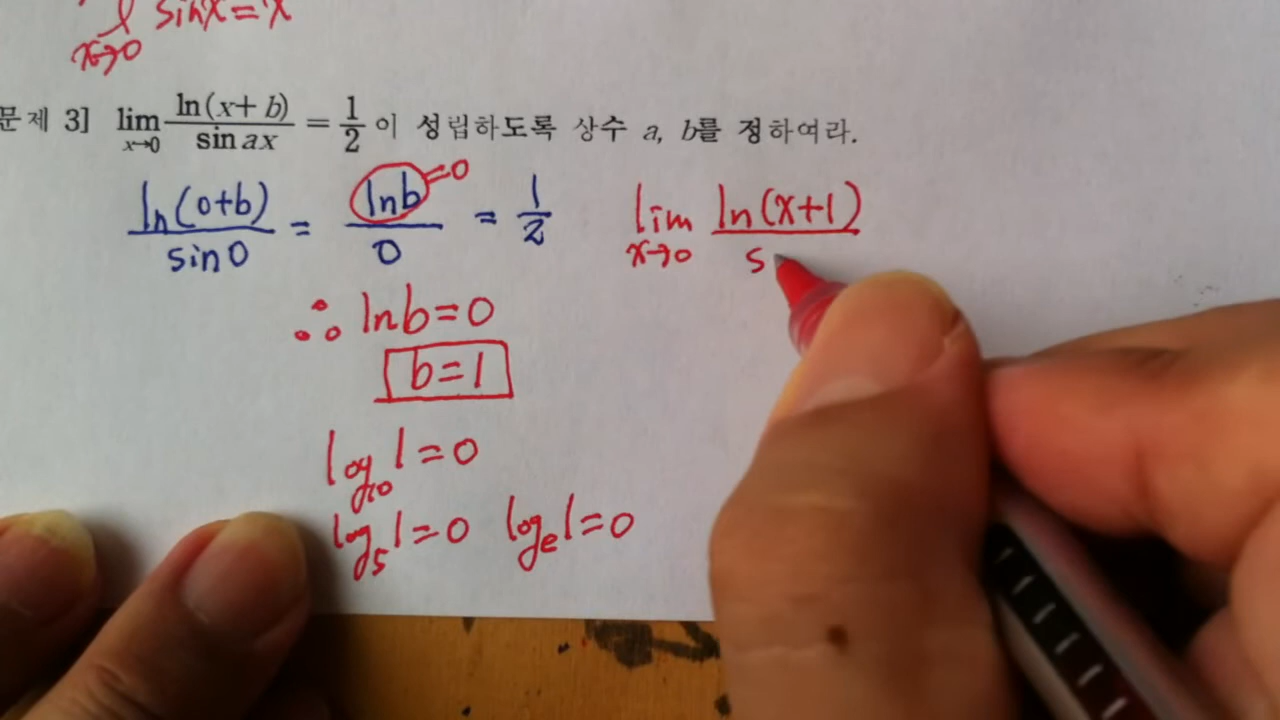 l sinx=x
x→0
문제 3] lim x→0 ln(x+b)/sin ax = 1/2 이 성립하도록 상수 a, b를 정하여라.
ln(0+b)/sin0 = lnb/0 = 1/2
=0
lim x→0 ln(x+1)/s
∴ lnb=0
b=1
log₁₀1=0
log₅1=0 logₑ1=0